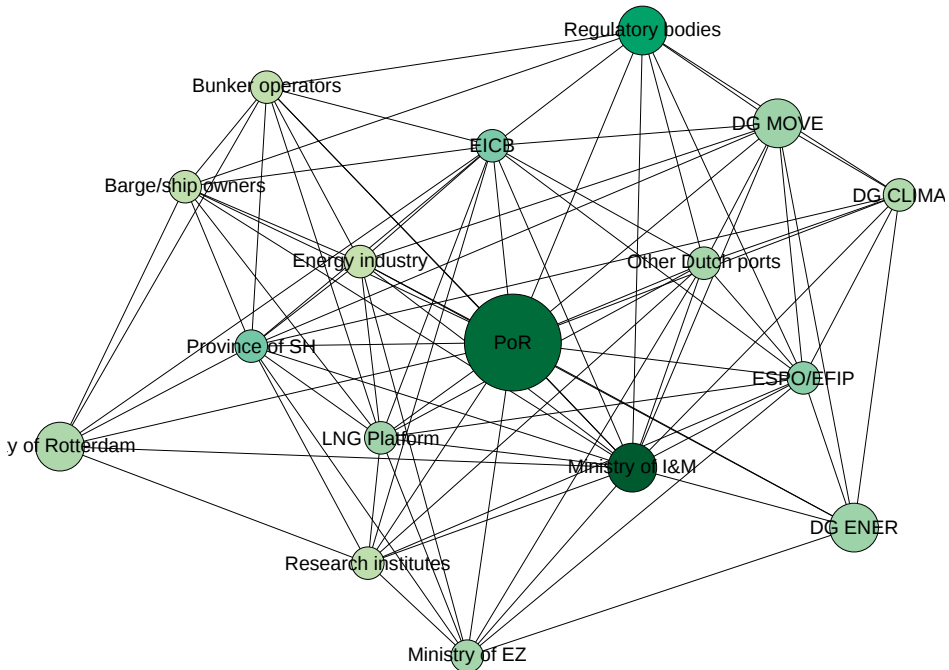 Regulatory bodies
Bunker operators
DG MOVE
EICB
Barge/ship owners
DG CLIMA
Energy industry
Other Dutch ports
Province of SH
PoR
ESPO/EFIP
y of Rotterdam
LNG Platform
Ministry of I&M
DG ENER
Research institutes
Ministry of EZ